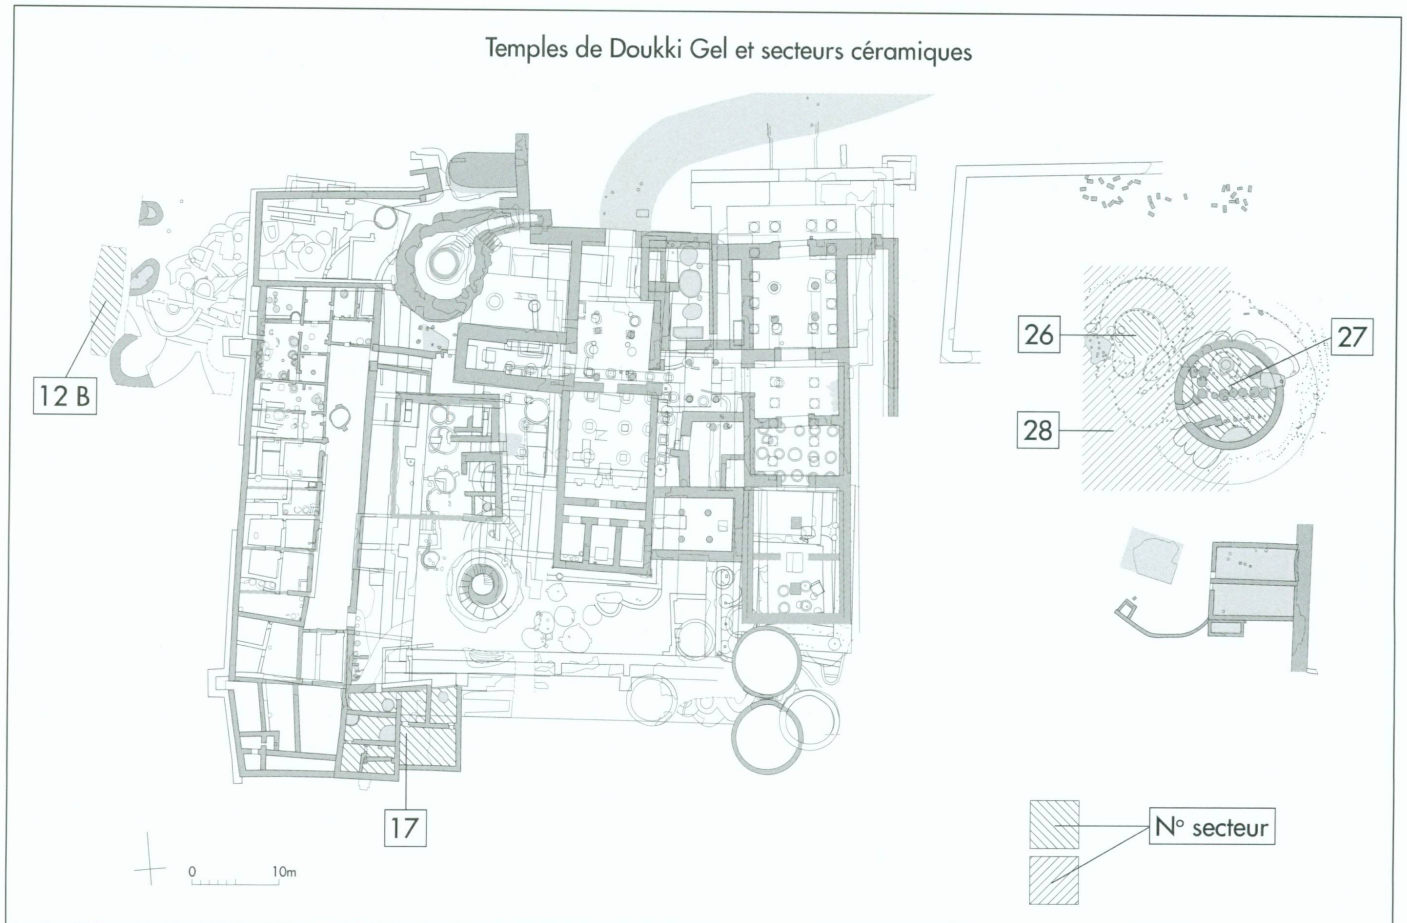 Temples de Doukki Gel et secteurs céramiques
26
27
12 B
28
17
N° secteur
0 10m